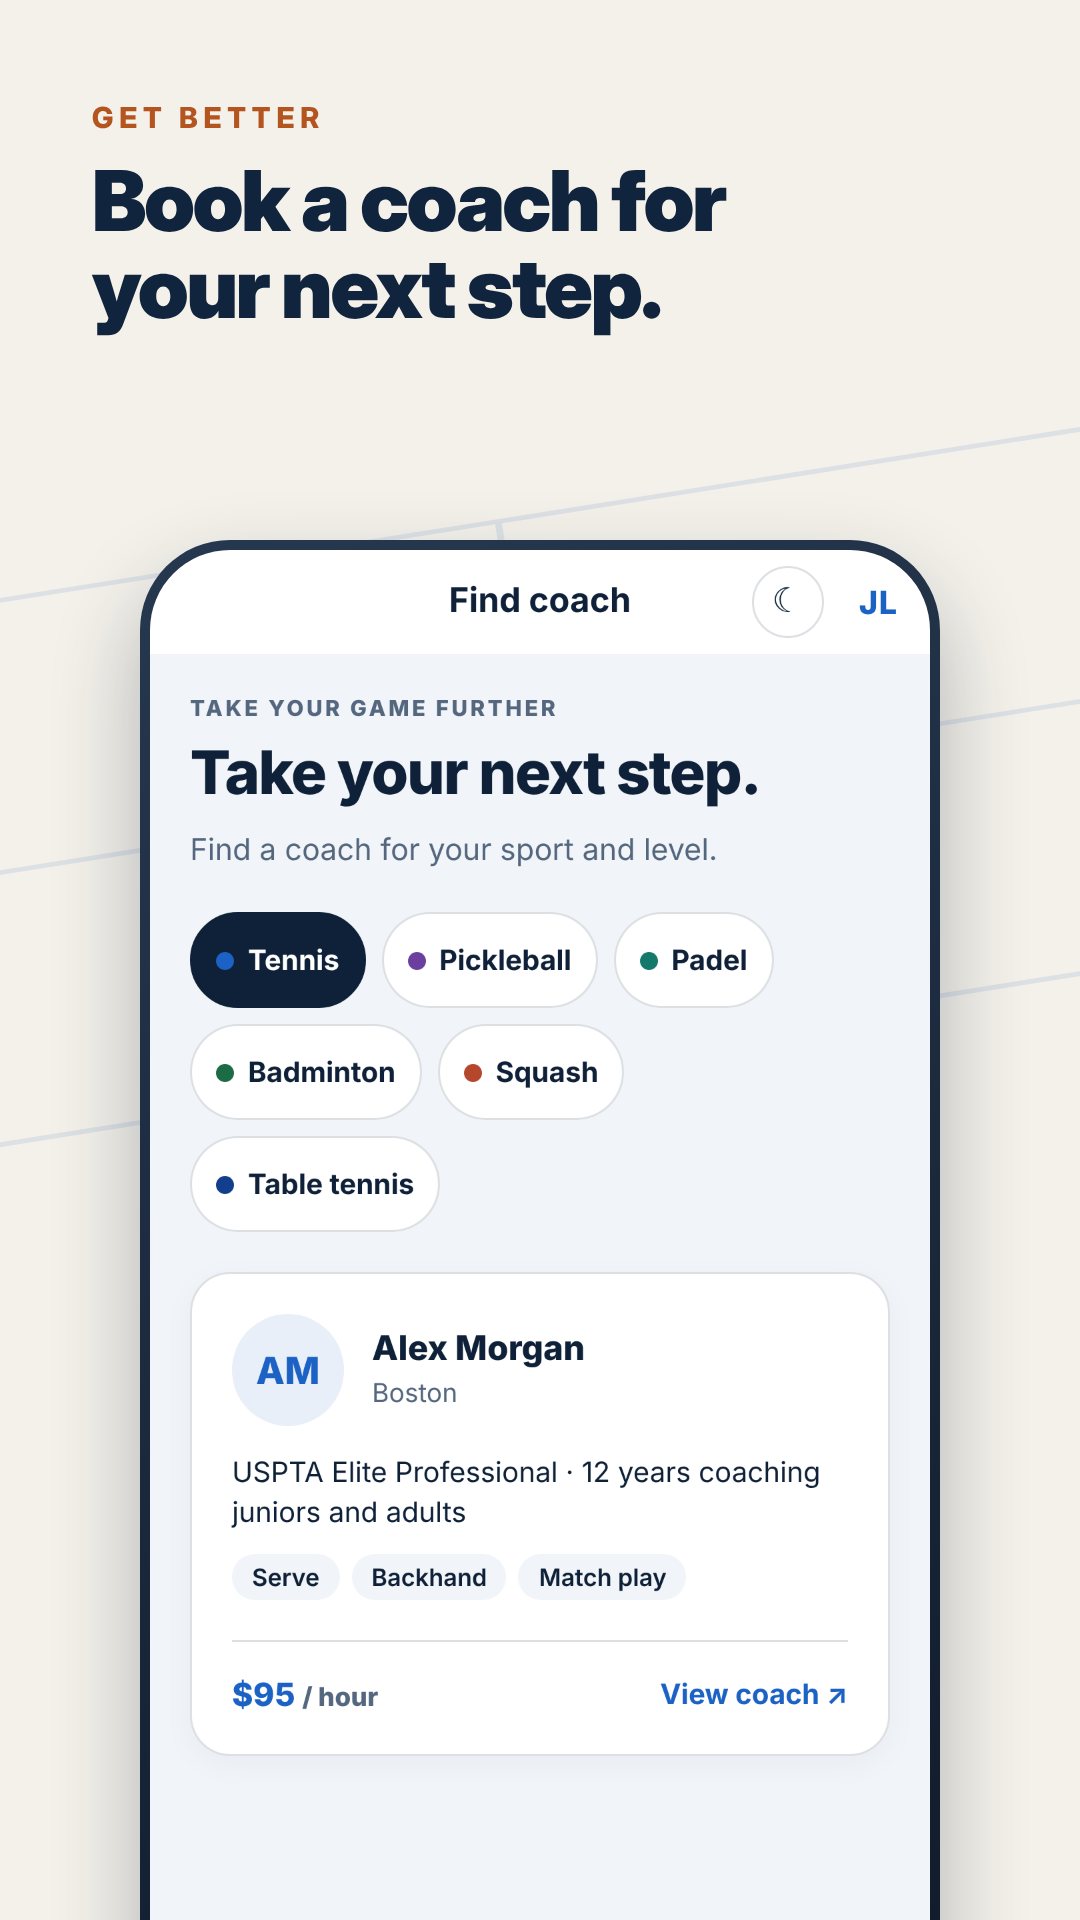 GET BETTER
Book a coach for
your next step.
Find coach
JL
TAKE YOUR GAME FURTHER
Take your next step.
Find a coach for your sport and level.
Tennis
Pickleball
Padel
Badminton
Squash
Table tennis
AM
Alex Morgan
Boston
USPTA Elite Professional · 12 years coaching
juniors and adults
Serve
Backhand
Match play
$95 / hour
View coach ↗